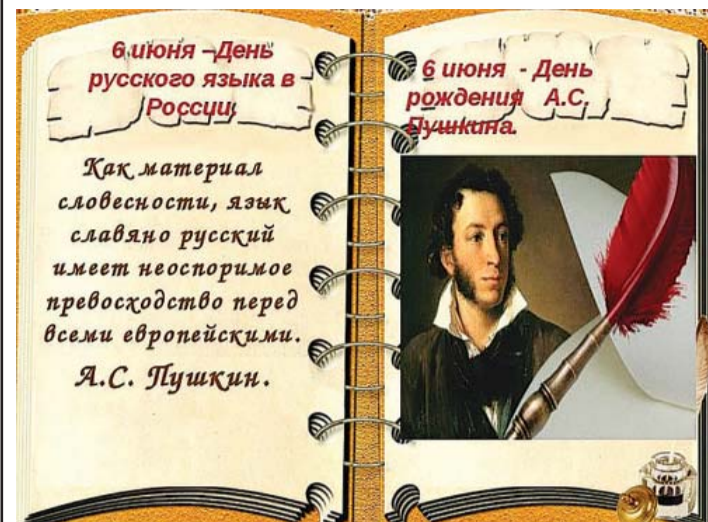 6 июня –День
русского языка в
России
Как материал
словесности, язык
славяно русский
имеет неоспоримое
превосходство перед
всеми европейскими.
А.С. Пушкин.
6 июня - День
рождения А.С.
Пушкина.